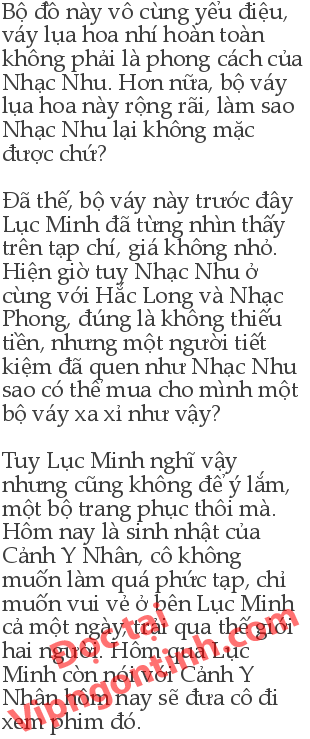 Bộ đồ này vô cùng yểu điệu,
váy lụa hoa nhí hoàn toàn
không phải là phong cách của
Nhạc Nhu. Hơn nữa, bộ váy
lụa hoa này rộng rãi, làm sao
Nhạc Nhu lại không mặc
được chứ?
Đã thế, bộ váy này trước đây
Lục Minh đã từng nhìn thấy
trên tạp chí, giá không nhỏ.
Hiện giờ tuy Nhạc Nhu ở
cùng với Hắc Long và Nhạc
Phong, đúng là không thiếu
tiền, nhưng một người tiết
kiệm đã quen như Nhạc Nhu
sao có thể mua cho mình một
bộ váy xa xỉ như vậy?
Tuy Lục Minh nghĩ vậy
nhưng cũng không để ý lắm,
một bộ trang phục thôi mà.
Hôm nay là sinh nhật của
Cảnh Y Nhân, cô không
muốn làm quá phức tạp, chỉ
muốn vui vẻ ở bên Lục Minh
cả một ngày, trải qua thế giới
hai người. Hôm qua Lục
Minh còn nói với Cảnh Y
Nhân hôm nay sẽ đưa cô đi
xem phim đó.
Đọc tại
Vipngontinh.com